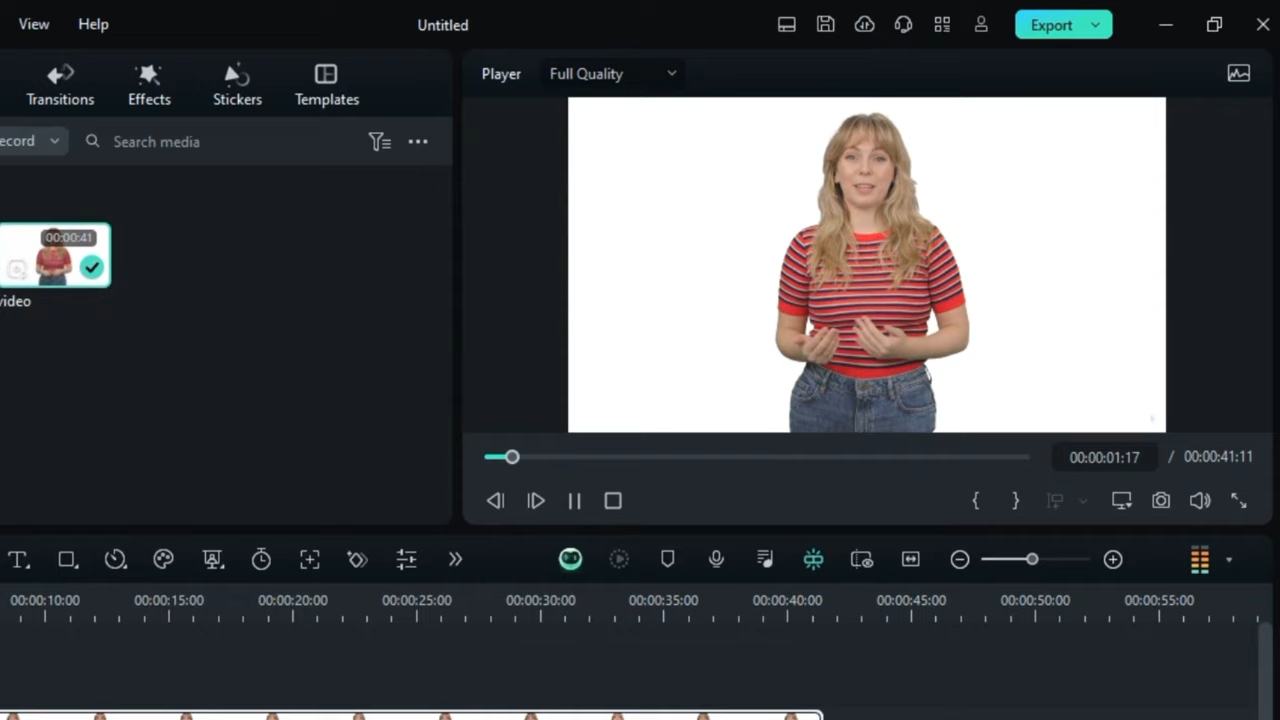 View Help Untitled Export
Transitions Effects Stickers Templates
Player Full Quality
ecord Search media
00:00:41
video
00:00:01:17 / 00:00:41:11
00:00:10:00 00:00:15:00 00:00:20:00 00:00:25:00 00:00:30:00 00:00:35:00 00:00:40:00 00:00:45:00 00:00:50:00 00:00:55:00